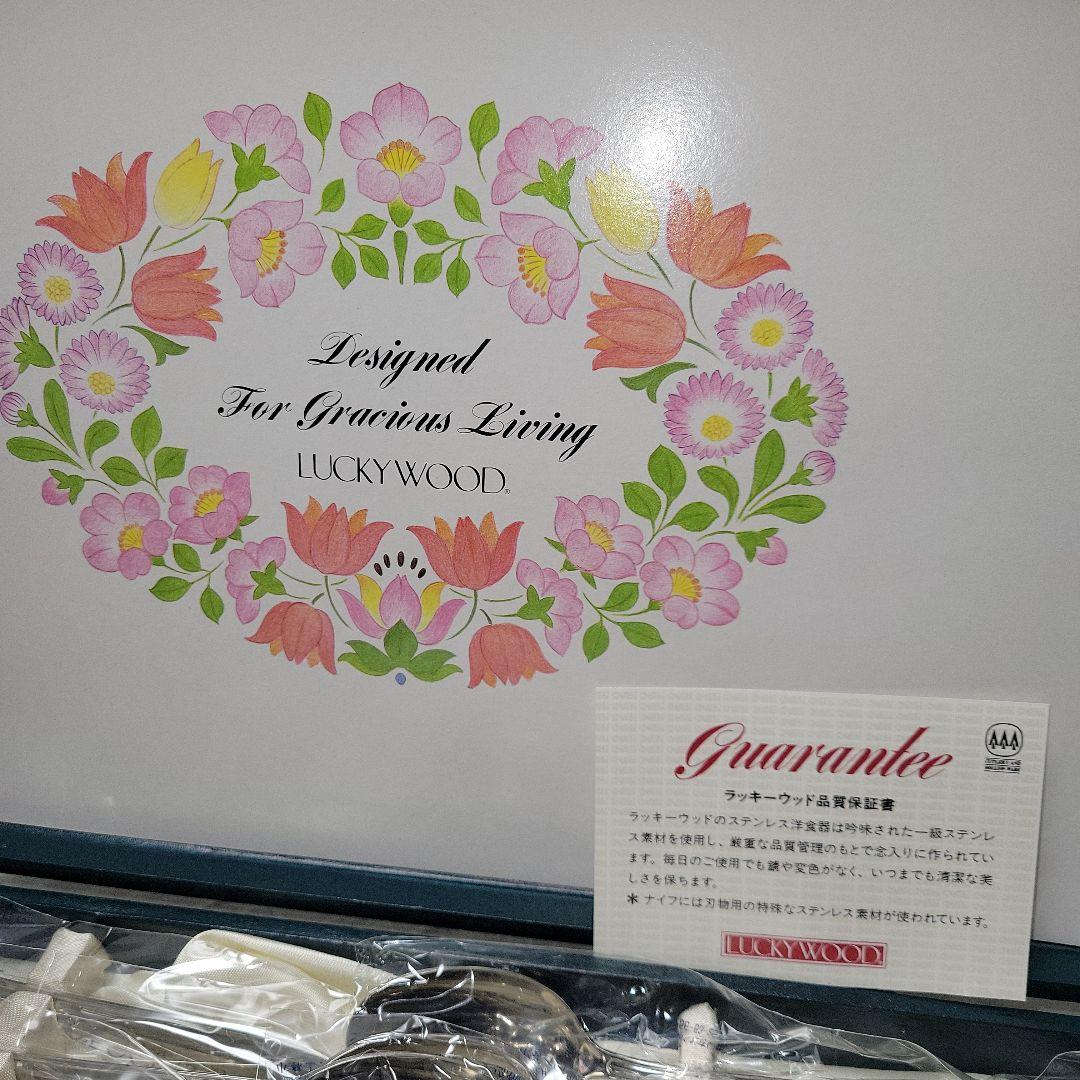 Designed
For Gracious Living
LUCKYWOOD®
Guarantee
CUTLERY AND
HOLLOW WARE
ラッキーウッド品質保証書
ラッキーウッドのステンレス洋食器は吟味された一級ステンレ
ス素材を使用し、厳重な品質管理のもとで念入りに作られてい
ます。毎日のご使用でも錆や変色がなく、いつまでも清潔な美
しさを保ちます。
＊ ナイフには刃物用の特殊なステンレス素材が使われています。
LUCKYWOOD®